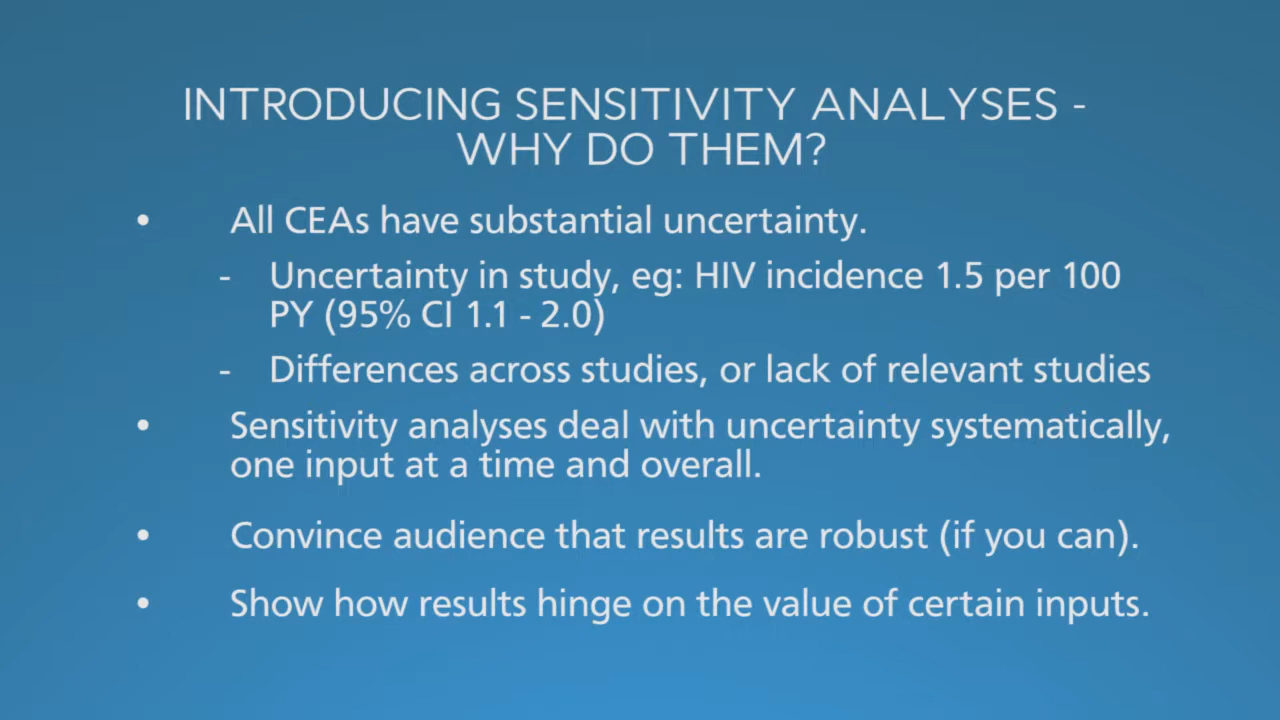 INTRODUCING SENSITIVITY ANALYSES -
WHY DO THEM?
• All CEAs have substantial uncertainty.
- Uncertainty in study, eg: HIV incidence 1.5 per 100
PY (95% CI 1.1 - 2.0)
- Differences across studies, or lack of relevant studies
• Sensitivity analyses deal with uncertainty systematically,
one input at a time and overall.
• Convince audience that results are robust (if you can).
• Show how results hinge on the value of certain inputs.